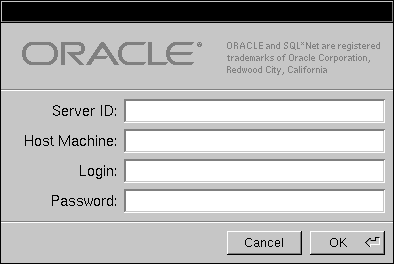 ORACLE®
ORACLE and SQL*Net are registered
trademarks of Oracle Corporation,
Redwood City, California
Server ID:
Host Machine:
Login:
Password:
Cancel
OK